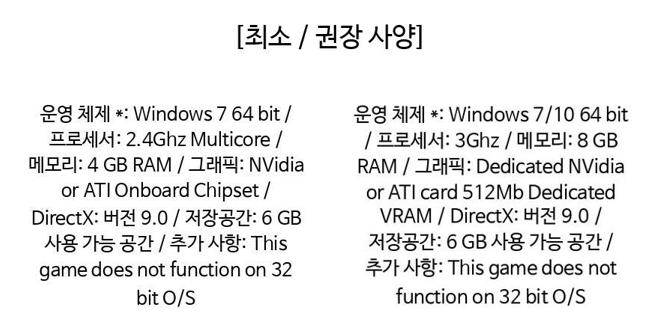 [최소 / 권장 사양]
운영 체제 *: Windows 7 64 bit /
프로세서: 2.4Ghz Multicore /
메모리: 4 GB RAM / 그래픽: NVidia
or ATI Onboard Chipset /
DirectX: 버전 9.0 / 저장공간: 6 GB
사용 가능 공간 / 추가 사항: This
game does not function on 32
bit O/S
운영 체제 *: Windows 7/10 64 bit
/ 프로세서: 3Ghz / 메모리: 8 GB
RAM / 그래픽: Dedicated NVidia
or ATI card 512Mb Dedicated
VRAM / DirectX: 버전 9.0 /
저장공간: 6 GB 사용 가능 공간 /
추가 사항: This game does not
function on 32 bit O/S